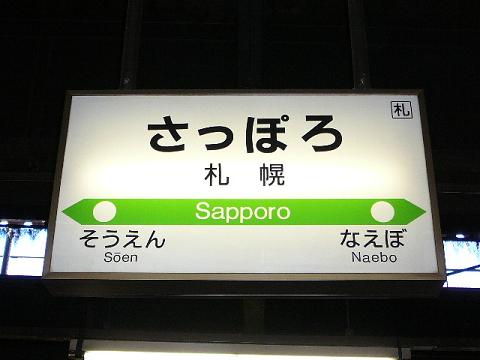 札
さっぽろ
札幌
Sapporo
そうえん なえぼ
Sōen Naebo